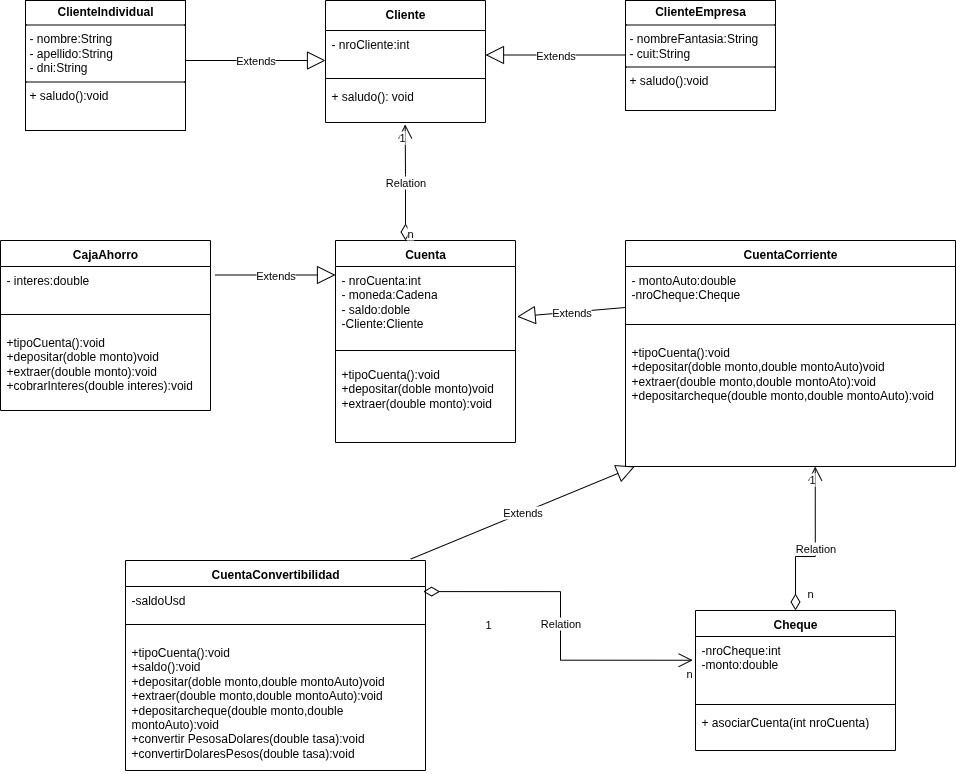 ClienteIndividual
- nombre:String
- apellido:String
- dni:String
+ saludo():void
Extends
Cliente
- nroCliente:int
+ saludo(): void
Extends
ClienteEmpresa
- nombreFantasia:String
- cuit:String
+ saludo():void
1
Relation
n
CajaAhorro
- interes:double
+tipoCuenta():void
+depositar(doble monto)void
+extraer(double monto):void
+cobrarInteres(double interes):void
Extends
Cuenta
- nroCuenta:int
- moneda:Cadena
- saldo:doble
-Cliente:Cliente
+tipoCuenta():void
+depositar(doble monto)void
+extraer(double monto):void
Extends
CuentaCorriente
- montoAuto:double
-nroCheque:Cheque
+tipoCuenta():void
+depositar(doble monto,double montoAuto)void
+extraer(double monto,double montoAto):void
+depositarcheque(double monto,double montoAuto):void
Extends
1
Relation
n
CuentaConvertibilidad
-saldoUsd
+tipoCuenta():void
+saldo():void
+depositar(doble monto,double montoAuto)void
+extraer(double monto,double montoAuto):void
+depositarcheque(double monto,double
montoAuto):void
+convertir PesosaDolares(double tasa):void
+convertirDolaresPesos(double tasa):void
1
Relation
n
Cheque
-nroCheque:int
-monto:double
+ asociarCuenta(int nroCuenta)